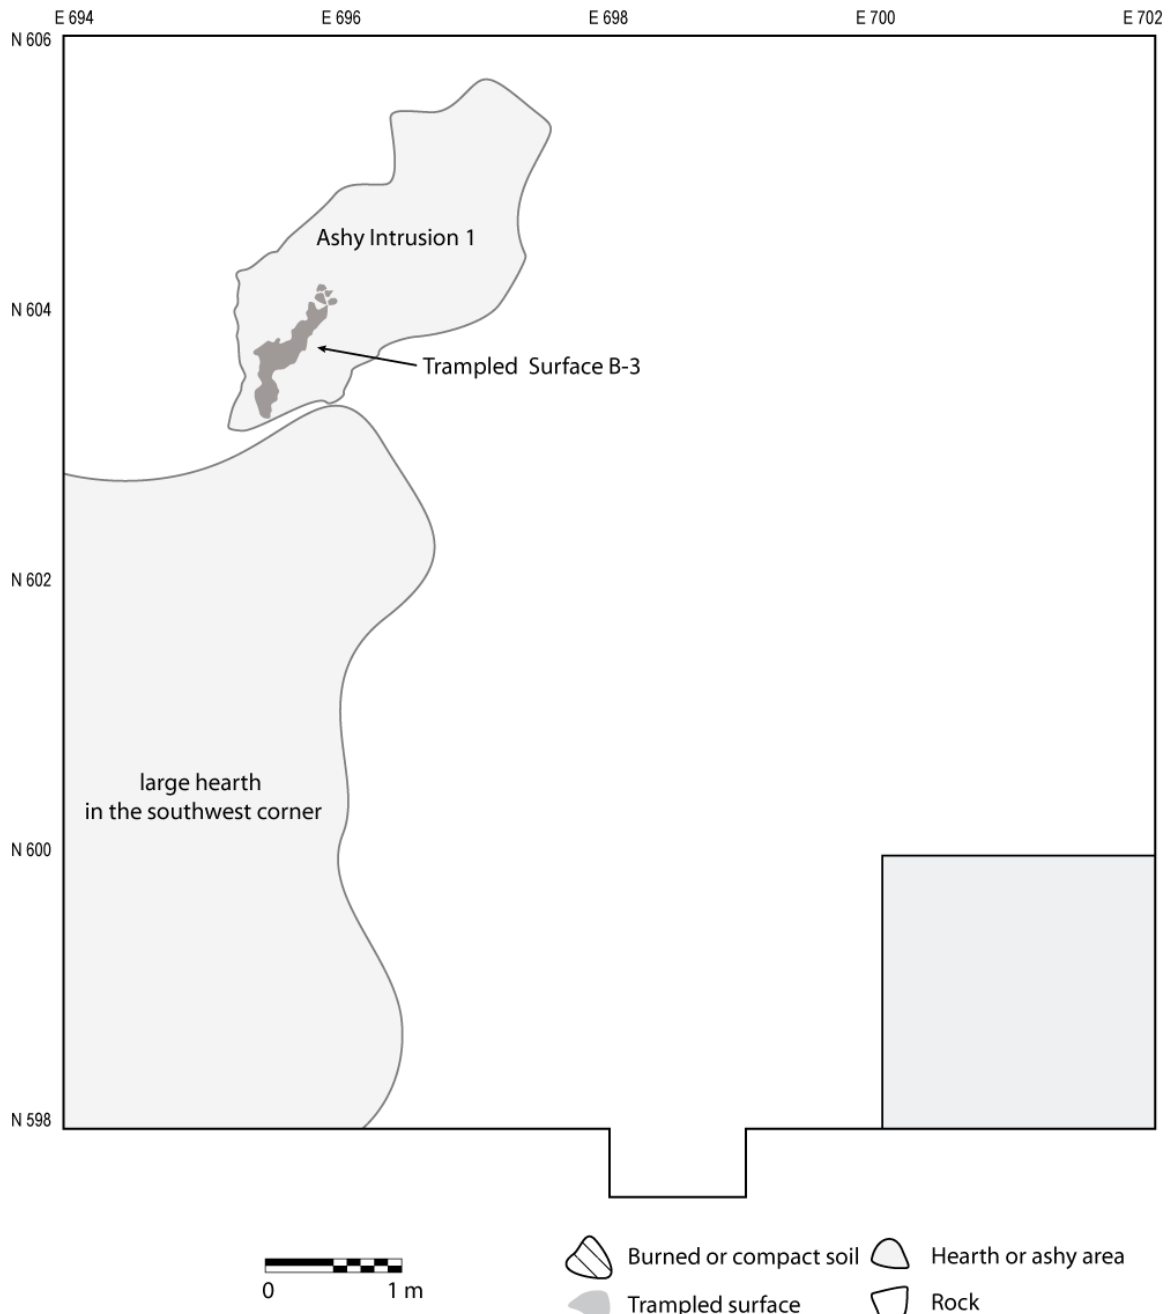 E 694
E 696
E 698
E 700
E 702
N 606
Ashy Intrusion 1
N 604
Trampled  Surface B-3
N 602
large hearth
in the southwest corner
N 600
N 598
0
1 m
Burned or compact soil
Hearth or ashy area
Trampled surface
Rock